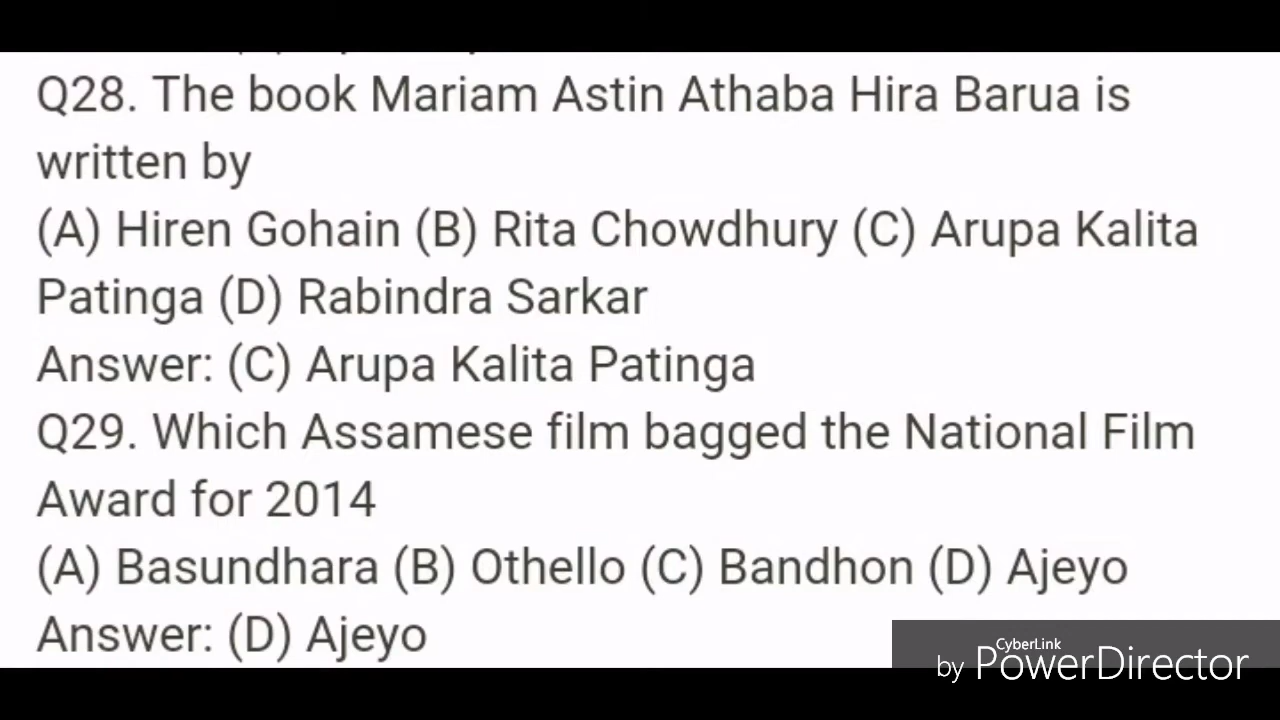 Q28. The book Mariam Astin Athaba Hira Barua is
written by
(A) Hiren Gohain (B) Rita Chowdhury (C) Arupa Kalita
Patinga (D) Rabindra Sarkar
Answer: (C) Arupa Kalita Patinga
Q29. Which Assamese film bagged the National Film
Award for 2014
(A) Basundhara (B) Othello (C) Bandhon (D) Ajeyo
Answer: (D) Ajeyo
CyberLink
by PowerDirector